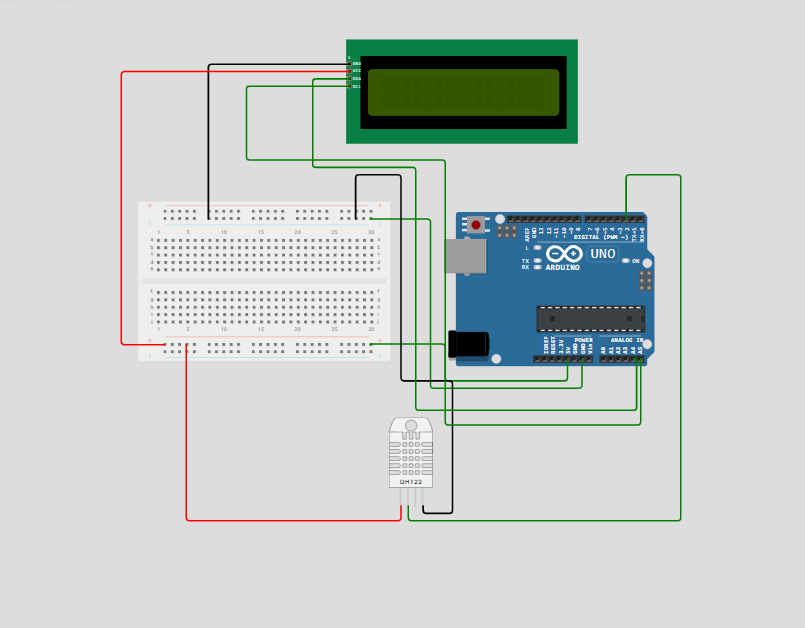 1
GND
VCC
SDA
SCL
+ +
1 5 10 15 20 25 30
a a
b b
c c
d d
e e
f f
g g
h h
i i
j j
1 5 10 15 20 25 30
+ +
AREF
GND
13
12
~11
~10
~9
8
7
~6
~5
4
~3
2
TX→1
RX←0
DIGITAL (PWM ~)
L
TX
RX
UNO
ARDUINO
ON
POWER
ANALOG IN
IOREF
RESET
3.3V
5V
GND
GND
Vin
A0
A1
A2
A3
A4
A5
DHT22